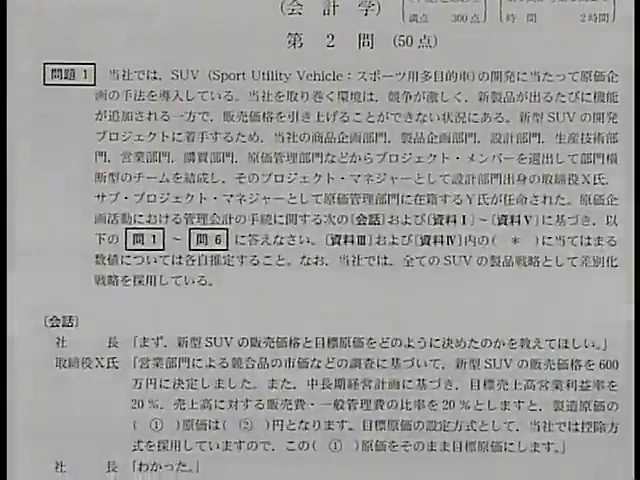 (会 計 学)
満点 300点
時間 2時間
第 2 問 (50点)
問題 1 当社では，SUV (Sport Utility Vehicle：スポーツ用多目的車)の開発に当たって原価企
画の手法を導入している。当社を取り巻く環境は，競争が激しく，新製品が出るたびに機能
が追加される一方で，販売価格を引き上げることができない状況にある。新型SUVの開発
プロジェクトに着手するため，当社の商品企画部門，製品企画部門，設計部門，生産技術部
門，営業部門，購買部門，原価管理部門などからプロジェクト・メンバーを選出して部門横
断型のチームを結成し，そのプロジェクト・マネジャーとして設計部門出身の取締役X氏，
サブ・プロジェクト・マネジャーとして原価管理部門に在籍するY氏が任命された。原価企
画活動における管理会計の手続に関する次の〔会話〕および〔資料Ⅰ〕～〔資料Ⅴ〕に基づき，以
下の 問1 ～ 問6 に答えなさい。〔資料Ⅲ〕および〔資料Ⅳ〕内の( ＊ )に当てはまる
数値については各自推定すること。なお，当社では，全てのSUVの製品戦略として差別化
戦略を採用している。
〔会話〕
社 長 「まず，新型SUVの販売価格と目標原価をどのように決めたのかを教えてほしい。」
取締役X氏 「営業部門による競合品の市価などの調査に基づいて，新型SUVの販売価格を600
万円に決定しました。また，中長期経営計画に基づき，目標売上高営業利益率を
20％，売上高に対する販売費・一般管理費の比率を20％としますと，製造原価の
( ① )原価は( ② )円となります。目標原価の設定方式として，当社では控除方
式を採用していますので，この( ① )原価をそのまま目標原価にします。」
社 長 「わかった。」